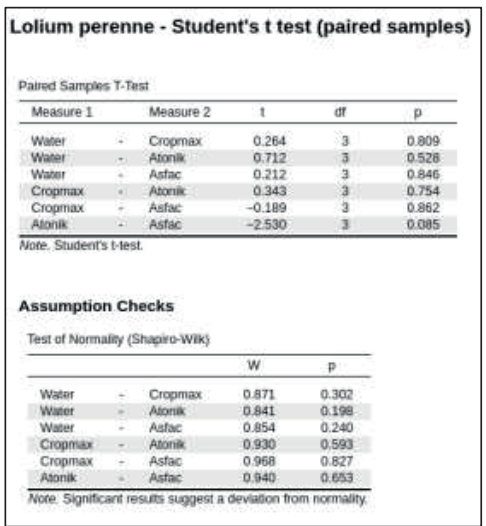 Lolium perenne - Student's t test (paired samples)
Paired Samples T-Test
Measure 1 Measure 2 t df p
Water - Cropmax 0.264 3 0.809
Water - Atonik 0.712 3 0.528
Water - Asfac 0.212 3 0.846
Cropmax - Atonik 0.343 3 0.754
Cropmax - Asfac −0.189 3 0.862
Atonik - Asfac −2.530 3 0.085
Note. Student's t-test.
Assumption Checks
Test of Normality (Shapiro-Wilk)
W p
Water - Cropmax 0.871 0.302
Water - Atonik 0.841 0.198
Water - Asfac 0.854 0.240
Cropmax - Atonik 0.930 0.593
Cropmax - Asfac 0.968 0.827
Atonik - Asfac 0.940 0.653
Note. Significant results suggest a deviation from normality.